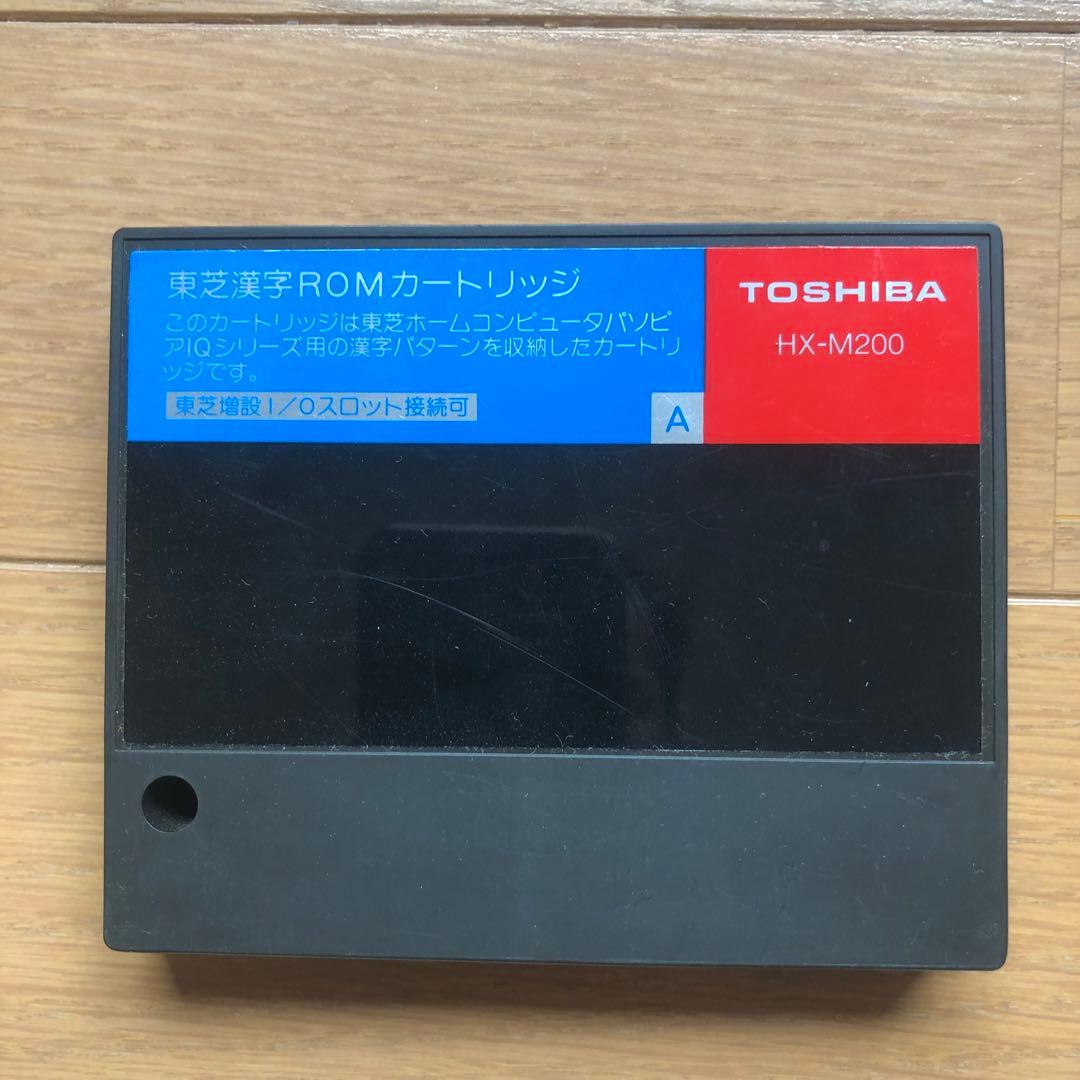 東芝漢字ROMカートリッジ
このカートリッジは東芝ホームコンピュータパソピ
アIQシリーズ用の漢字パターンを収納したカートリ
ッジです。
東芝増設I/Oスロット接続可
A
TOSHIBA
HX-M200